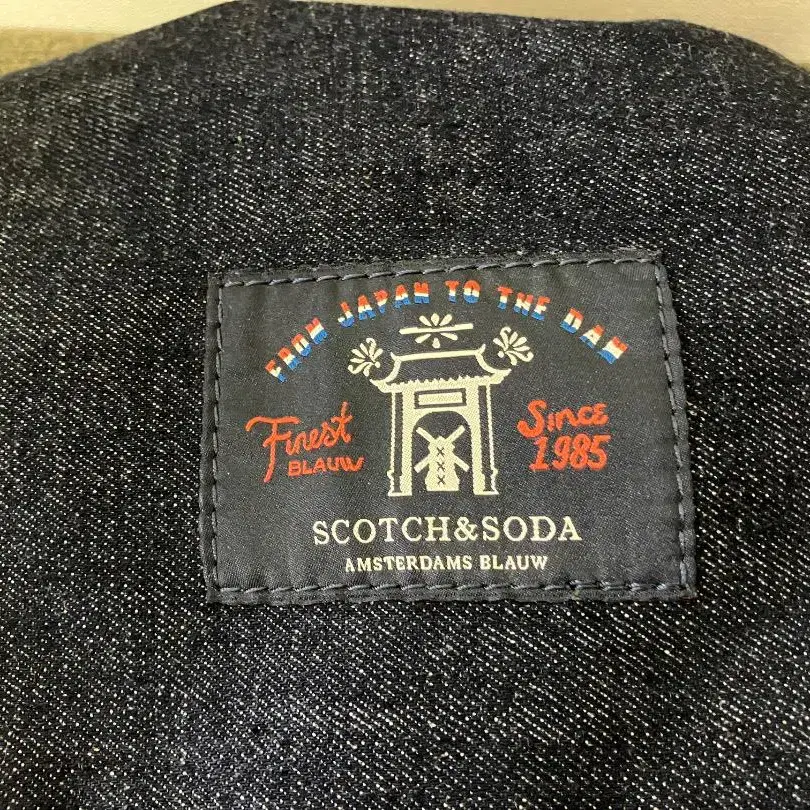 FROM JAPAN TO THE DAM
Finest
BLAUW
Since
1985
SCOTCH&SODA
AMSTERDAMS BLAUW